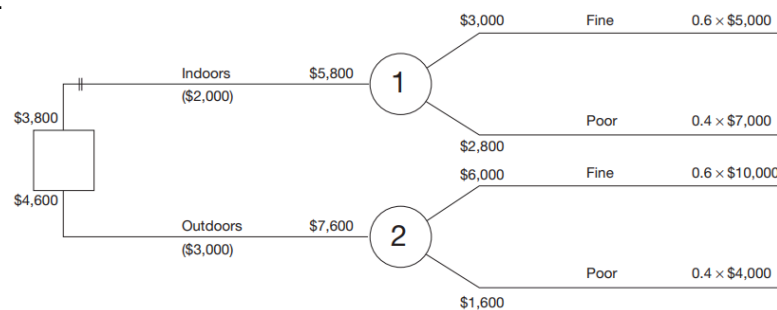 $3,000 Fine 0.6 × $5,000
Indoors $5,800 1
($2,000)
$3,800
Poor 0.4 × $7,000
$2,800
$6,000 Fine 0.6 × $10,000
$4,600
Outdoors $7,600 2
($3,000)
Poor 0.4 × $4,000
$1,600